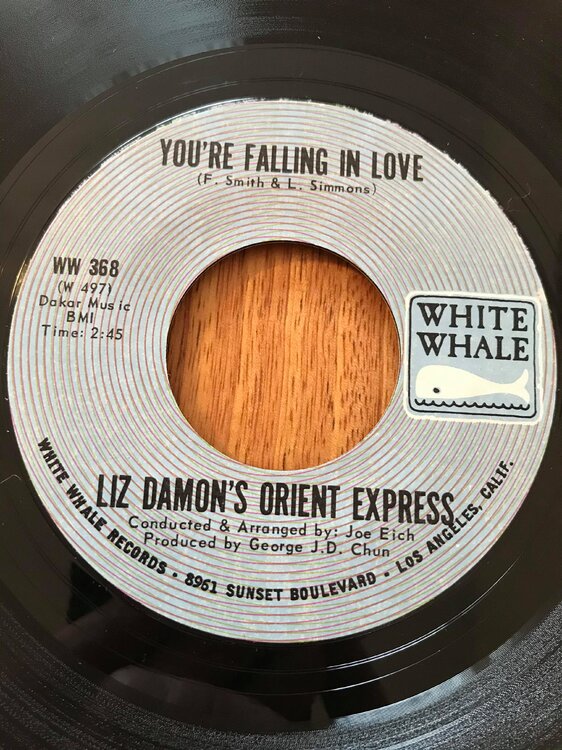 YOU'RE FALLING IN LOVE
(F. Smith & L. Simmons)
WW 368
(W 497)
Dakar Music
BMI
Time: 2:45
WHITE
WHALE
LIZ DAMON'S ORIENT EXPRESS
Conducted & Arranged by: Joe Eich
Produced by George J.D. Chun
WHITE WHALE RECORDS • 8961 SUNSET BOULEVARD • LOS ANGELES, CALIF.